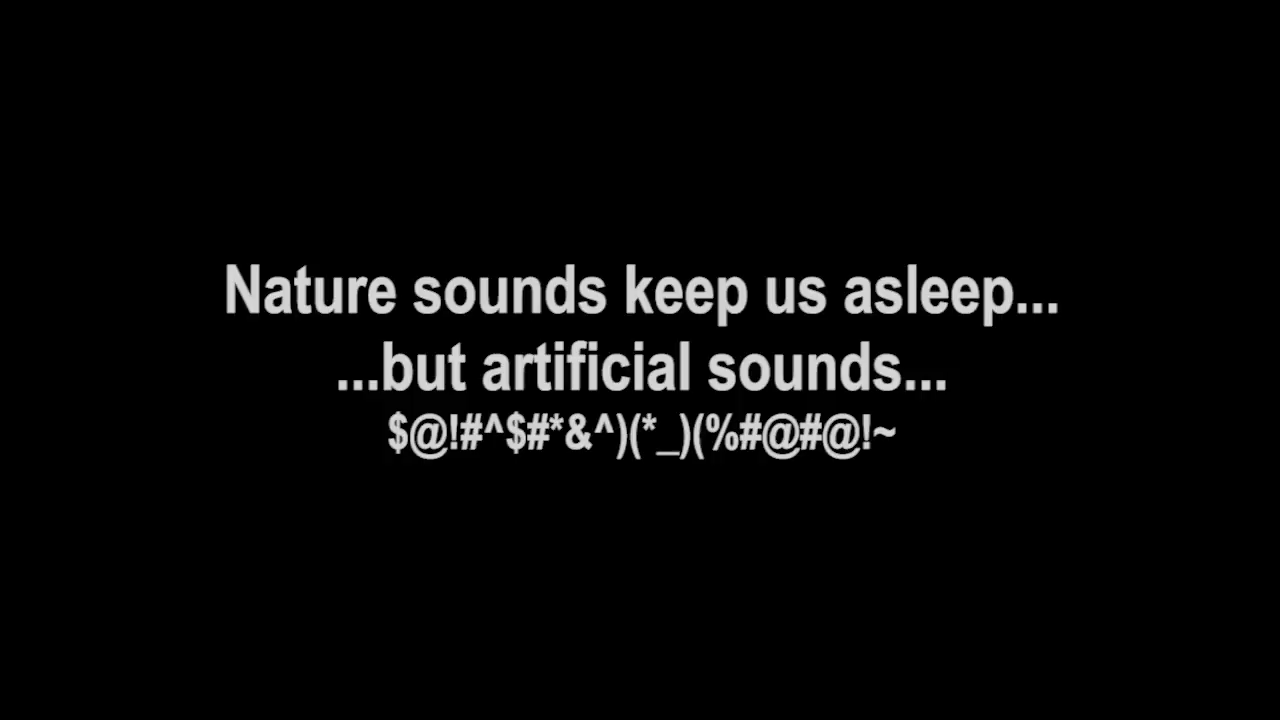 Nature sounds keep us asleep...
...but artificial sounds...
$@!#^$#*&^)(*_)(%#@#@!~